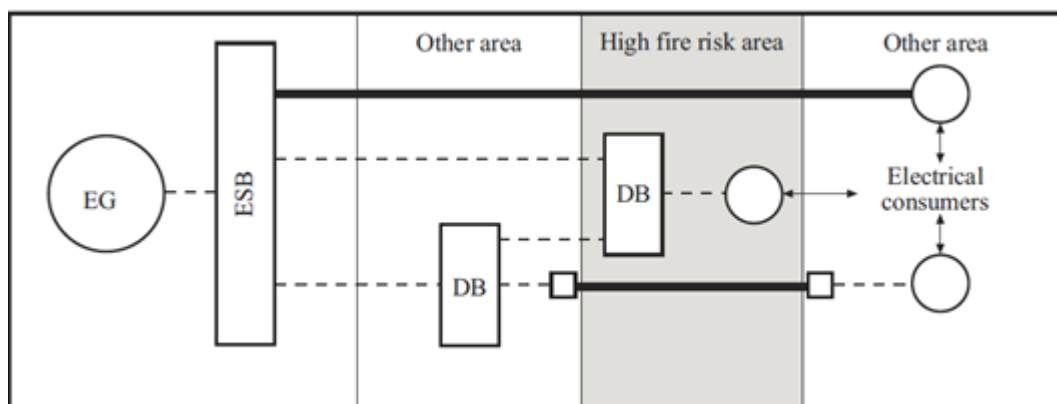 Other area
High fire risk area
Other area
EG
ESB
DB
DB
Electrical
consumers